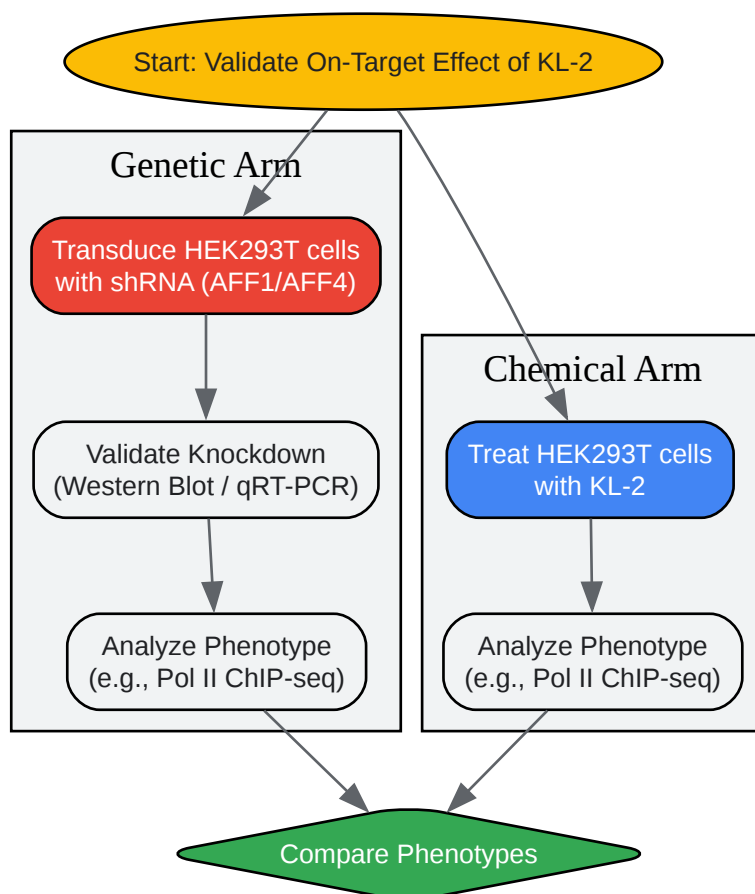 Start: Validate On-Target Effect of KL-2
Genetic Arm
Transduce HEK293T cells
with shRNA (AFF1/AFF4)
Validate Knockdown
(Western Blot / qRT-PCR)
Analyze Phenotype
(e.g., Pol II ChIP-seq)
Chemical Arm
Treat HEK293T cells
with KL-2
Analyze Phenotype
(e.g., Pol II ChIP-seq)
Compare Phenotypes